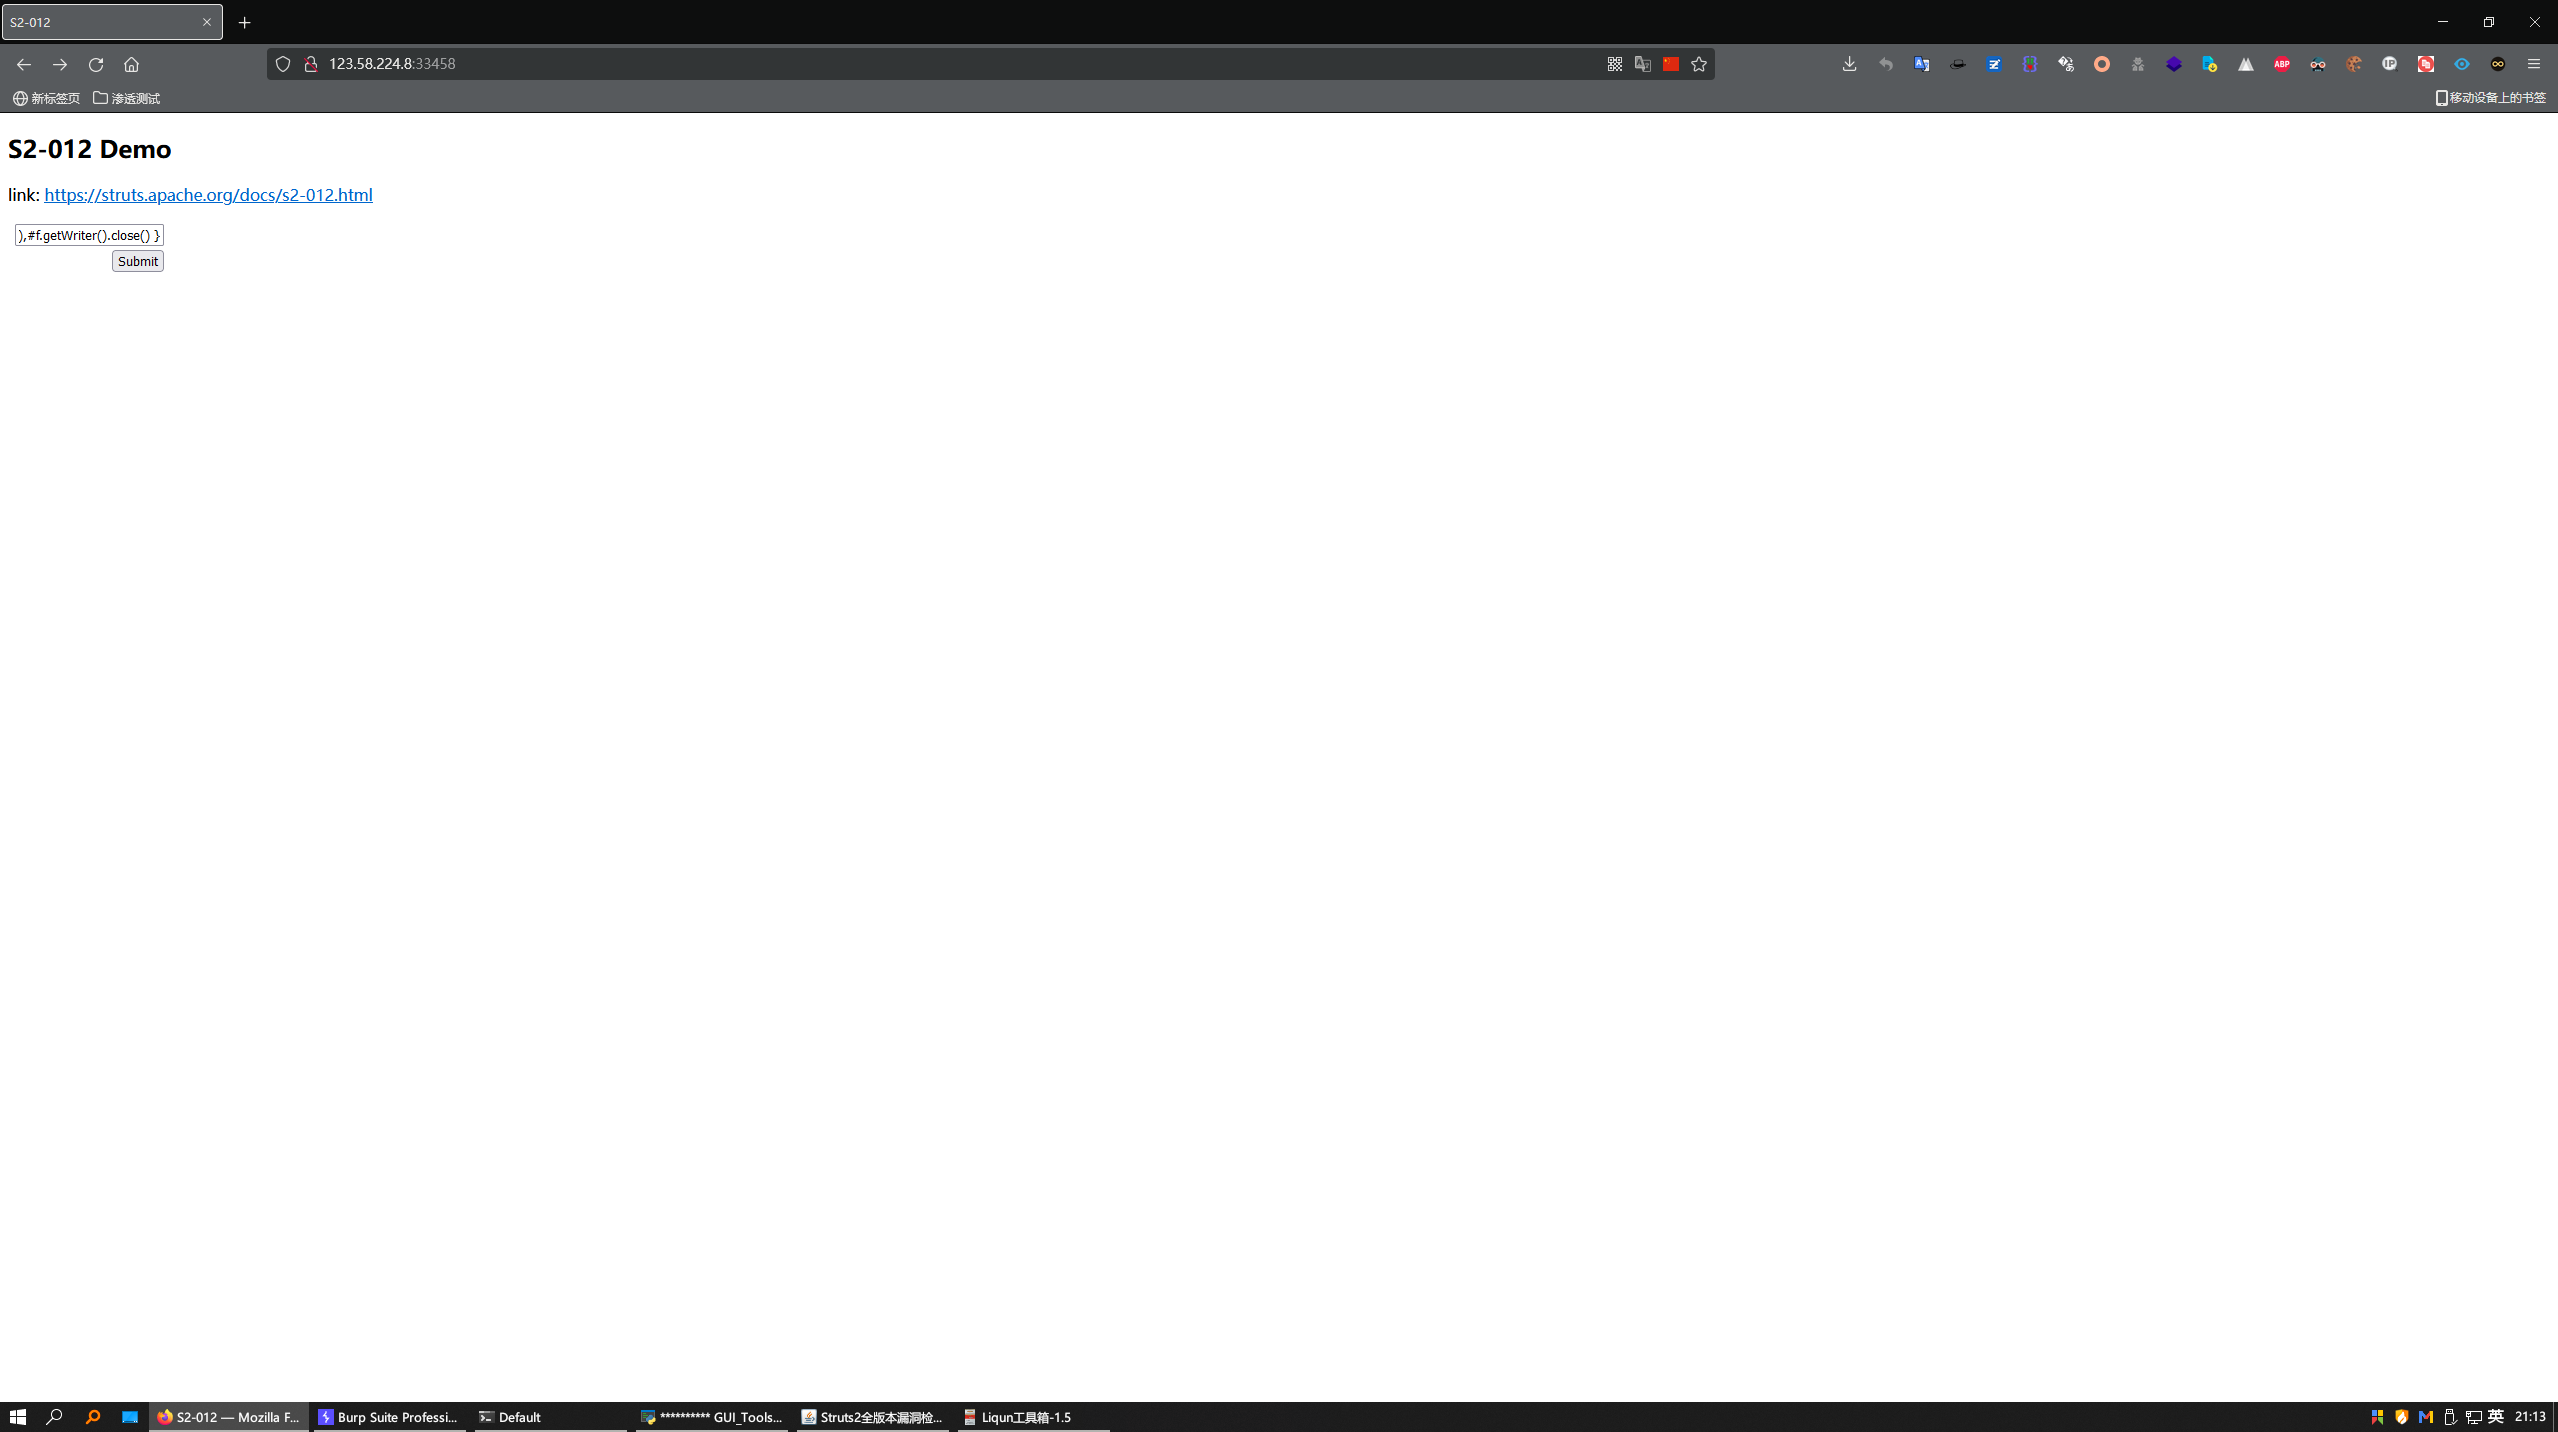 S2-012
123.58.224.8:33458
新标签页
渗透测试
移动设备上的书签
S2-012 Demo
link: https://struts.apache.org/docs/s2-012.html
),#f.getWriter().close() }
Submit
S2-012 — Mozilla F...
Burp Suite Professi...
Default
********** GUI_Tools...
Struts2全版本漏洞检...
Liqun工具箱-1.5
英
21:13
ABP
IP